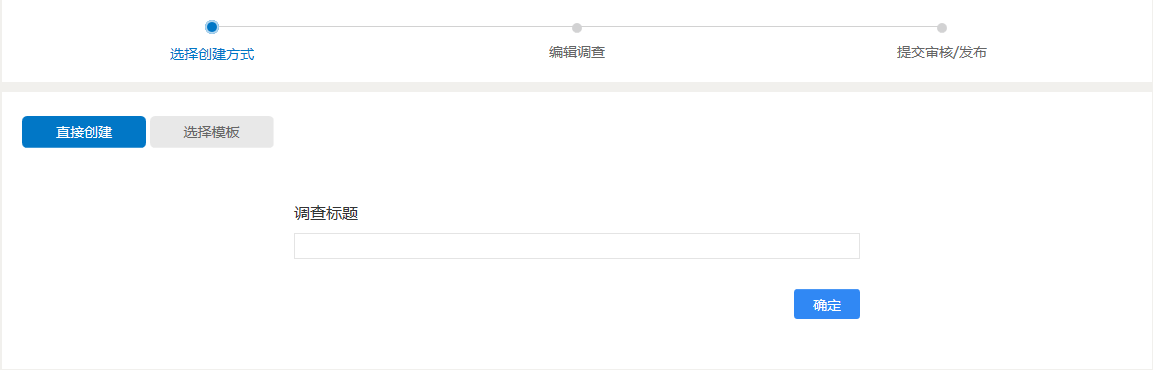 选择创建方式
编辑调查
提交审核/发布
直接创建
选择模板
调查标题
确定